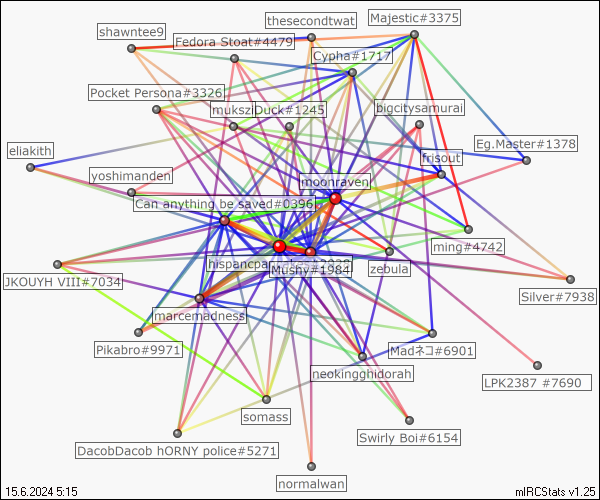 thesecondtwat
Majestic#3375
shawntee9
Fedora Stoat#4479
Cypha#1717
Pocket Persona#3326
muksziDuck#1245
bigcitysamurai
Eg.Master#1378
eliakith
frisout
yoshimanden
moonraven
Can anything be saved#0396
ming#4742
hispancpa
Mushy#1984
zebula
JKOUYH VIII#7034
Silver#7938
marcemadness
Pikabro#9971
Madネコ#6901
neokingghidorah
LPK2387 #7690
somass
DacobDacob hORNY police#5271
Swirly Boi#6154
normalwan
15.6.2024 5:15
mIRCStats v1.25